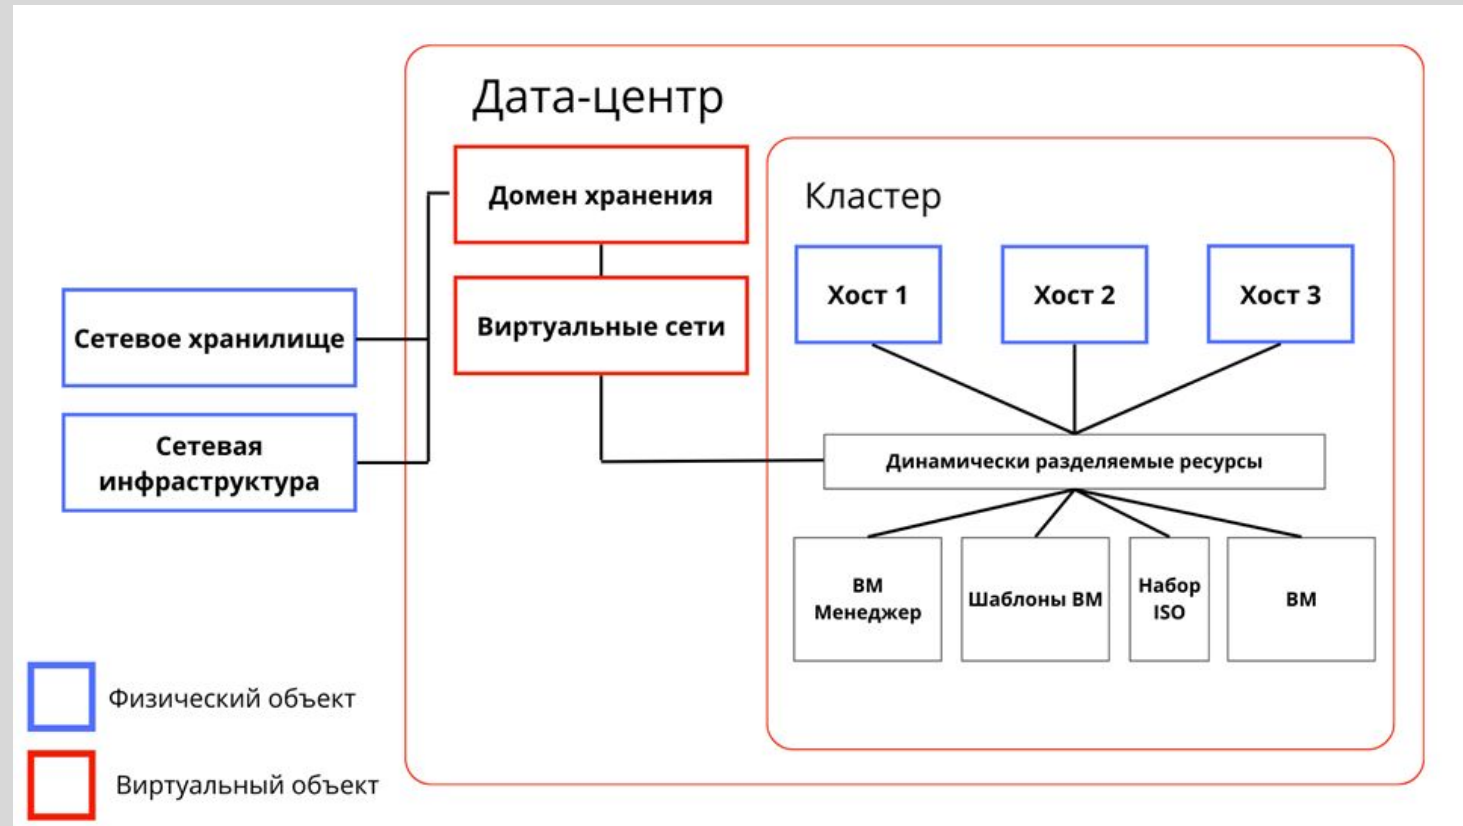 Дата-центр
Домен хранения
Кластер
Хост 1
Хост 2
Хост 3
Виртуальные сети
Сетевое хранилище
Сетевая
инфраструктура
Динамически разделяемые ресурсы
ВМ
Менеджер
Шаблоны ВМ
Набор
ISO
ВМ
Физический объект
Виртуальный объект